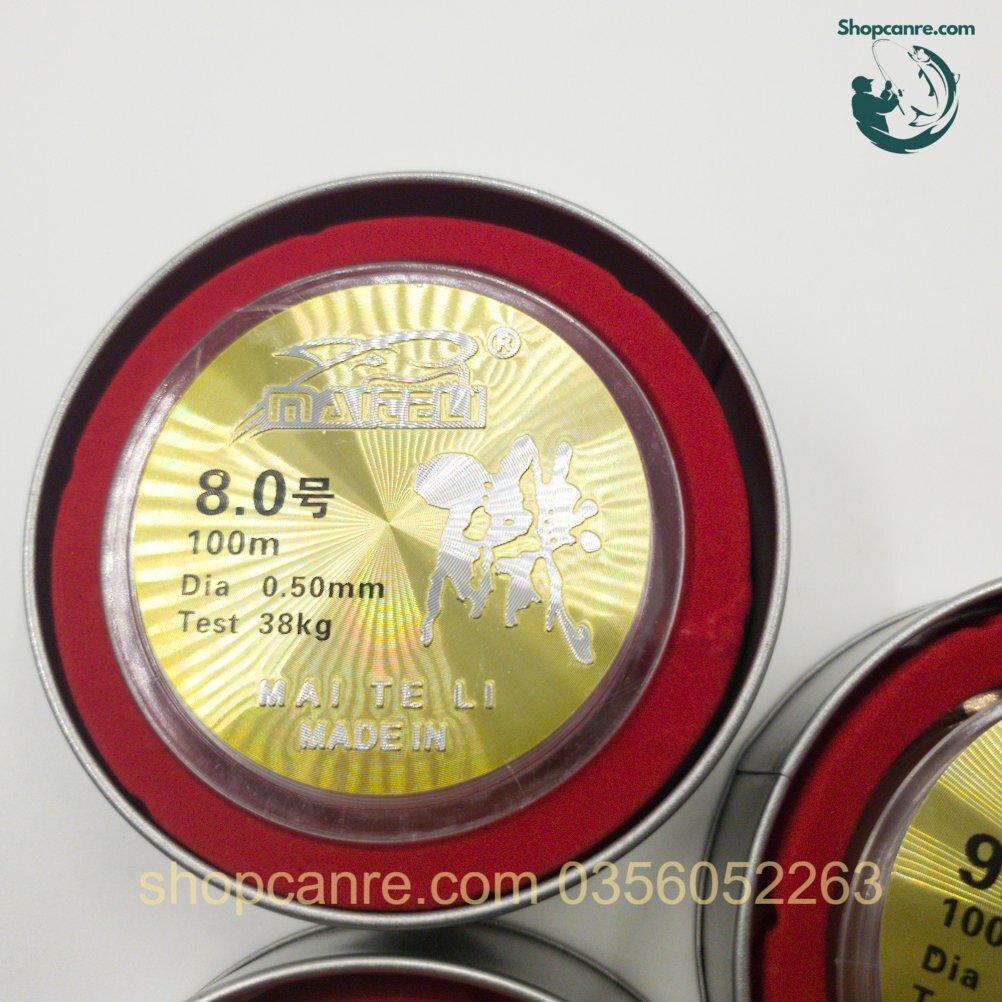 Shopcanre.com
MAITELI ®
8.0号
100m
Dia 0.50mm
Test 38kg
MAI TE LI
MADE IN
shopcanre.com 0356052263
9
100
Dia